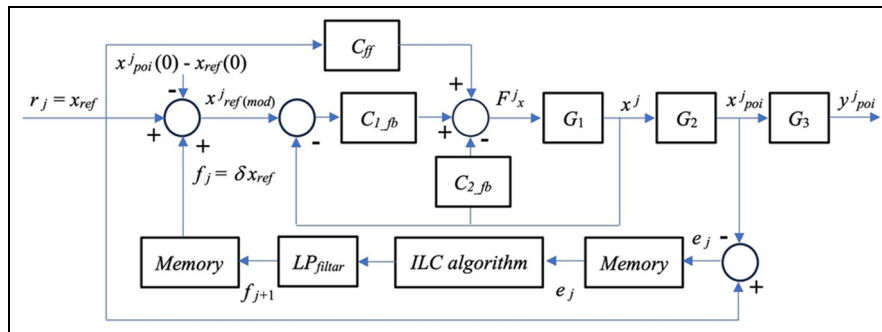 C_ff
x^j_poi(0) - x_ref(0)
-
+
r_j = x_ref
x^j_ref(mod)
C_1_fb
F^j_x
G_1
x^j
G_2
x^j_poi
G_3
y^j_poi
+
+
-
+
-
f_j = δx_ref
C_2_fb
Memory
LP_filtar
ILC algorithm
Memory
e_j
-
+
f_j+1
e_j